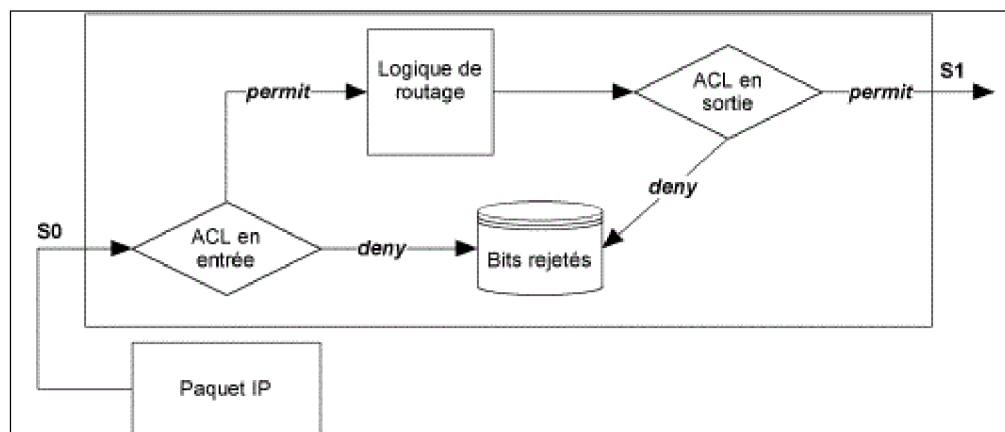 Logique de
routage
permit
ACL en
sortie
permit
S1
deny
S0
ACL en
entrée
deny
Bits rejetés
Paquet IP